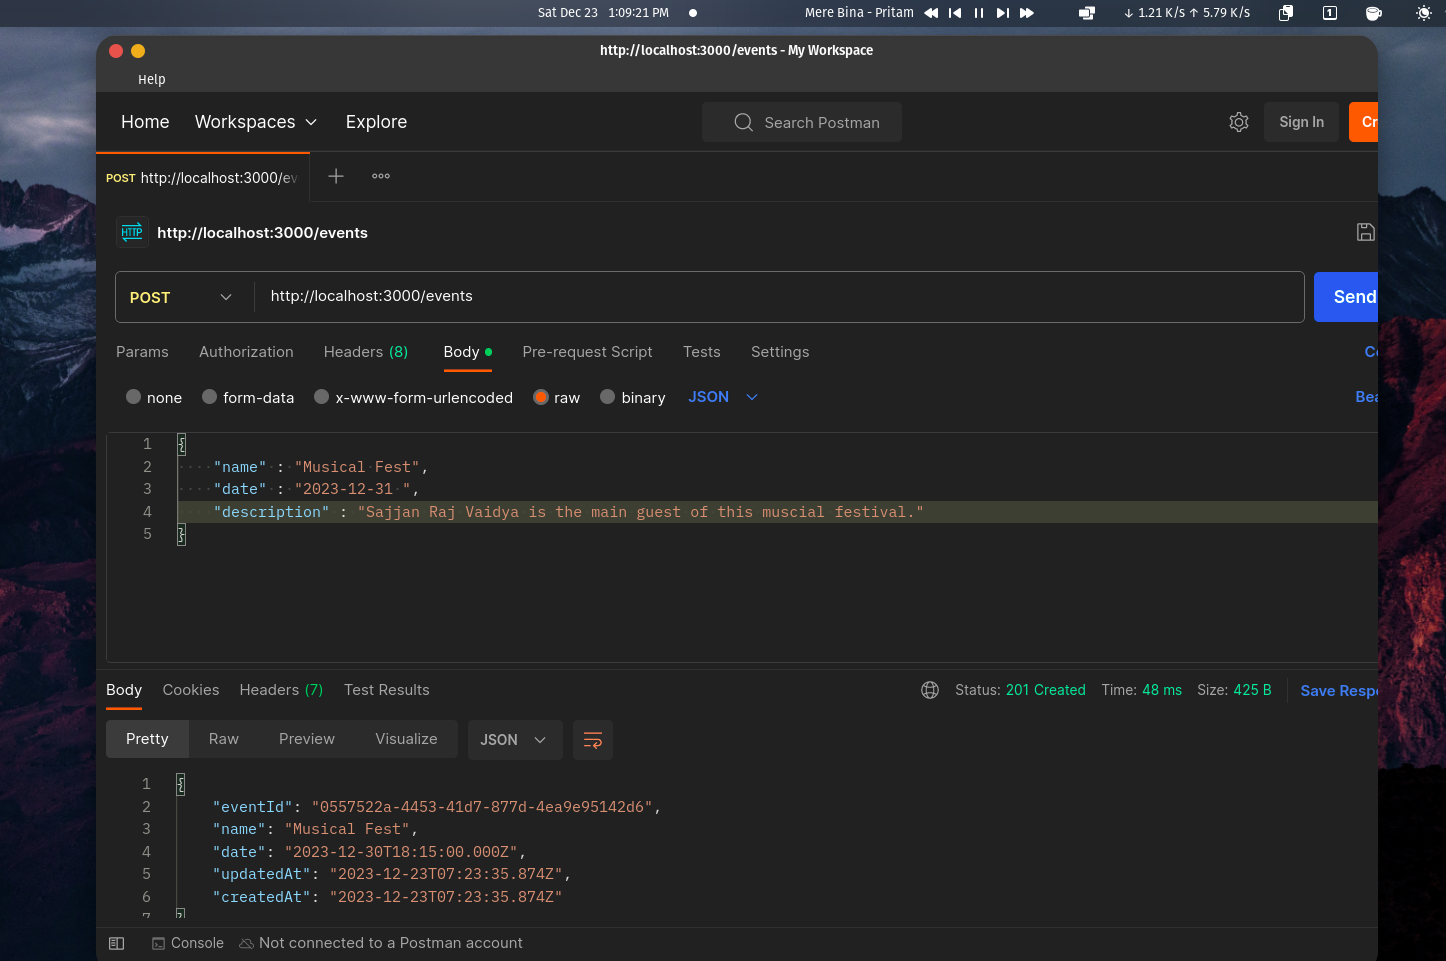 Sat Dec 23 1:09:21 PM Mere Bina - Pritam ↓ 1.21 K/s ↑ 5.79 K/s 1
http://localhost:3000/events - My Workspace
Help
Home Workspaces Explore Search Postman Sign In Cr
POST http://localhost:3000/ev
HTTP http://localhost:3000/events
POST http://localhost:3000/events Send
Params Authorization Headers (8) Body Pre-request Script Tests Settings Co
none form-data x-www-form-urlencoded raw binary JSON Bea
1 {
2 ····"name"·:·"Musical·Fest",
3 ····"date"·:·"2023-12-31·",
4 "description" : "Sajjan Raj Vaidya is the main guest of this muscial festival."
5 }
Body Cookies Headers (7) Test Results Status: 201 Created Time: 48 ms Size: 425 B Save Respo
Pretty Raw Preview Visualize JSON
1 {
2 "eventId": "0557522a-4453-41d7-877d-4ea9e95142d6",
3 "name": "Musical Fest",
4 "date": "2023-12-30T18:15:00.000Z",
5 "updatedAt": "2023-12-23T07:23:35.874Z",
6 "createdAt": "2023-12-23T07:23:35.874Z"
7 }
Console Not connected to a Postman account